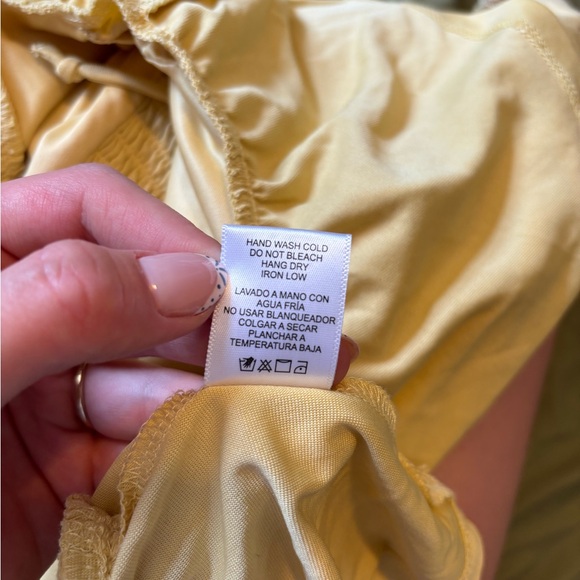 HAND WASH COLD
DO NOT BLEACH
HANG DRY
IRON LOW
LAVADO A MANO CON
AGUA FRÍA
NO USAR BLANQUEADOR
COLGAR A SECAR
PLANCHAR A
TEMPERATURA BAJA